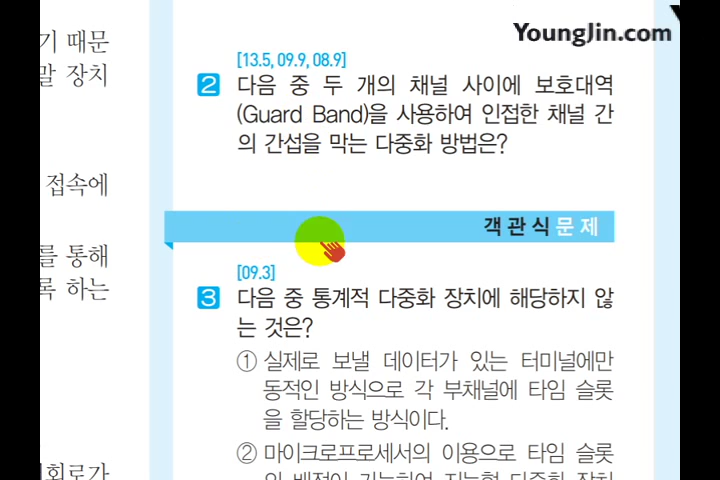 YoungJin.com
기 때문
말 장치
접속에
를 통해
록 하는
[13.5, 09.9, 08.9]
2 다음 중 두 개의 채널 사이에 보호대역
(Guard Band)을 사용하여 인접한 채널 간
의 간섭을 막는 다중화 방법은?
객관식 문제
[09.3]
3 다음 중 통계적 다중화 장치에 해당하지 않
는 것은?
① 실제로 보낼 데이터가 있는 터미널에만
동적인 방식으로 각 부채널에 타임 슬롯
을 할당하는 방식이다.
② 마이크로프로세서의 이용으로 타임 슬롯